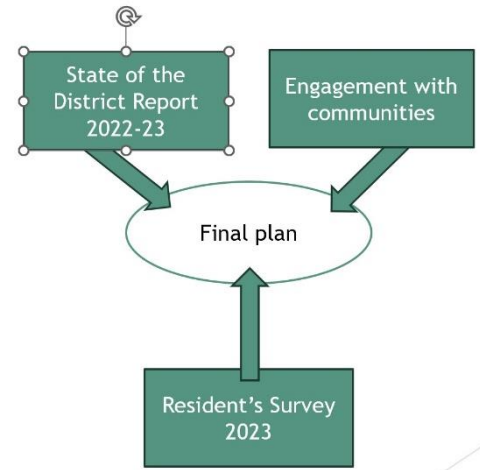 State of the
District Report
2022-23
Engagement with
communities
Final plan
Resident’s Survey
2023